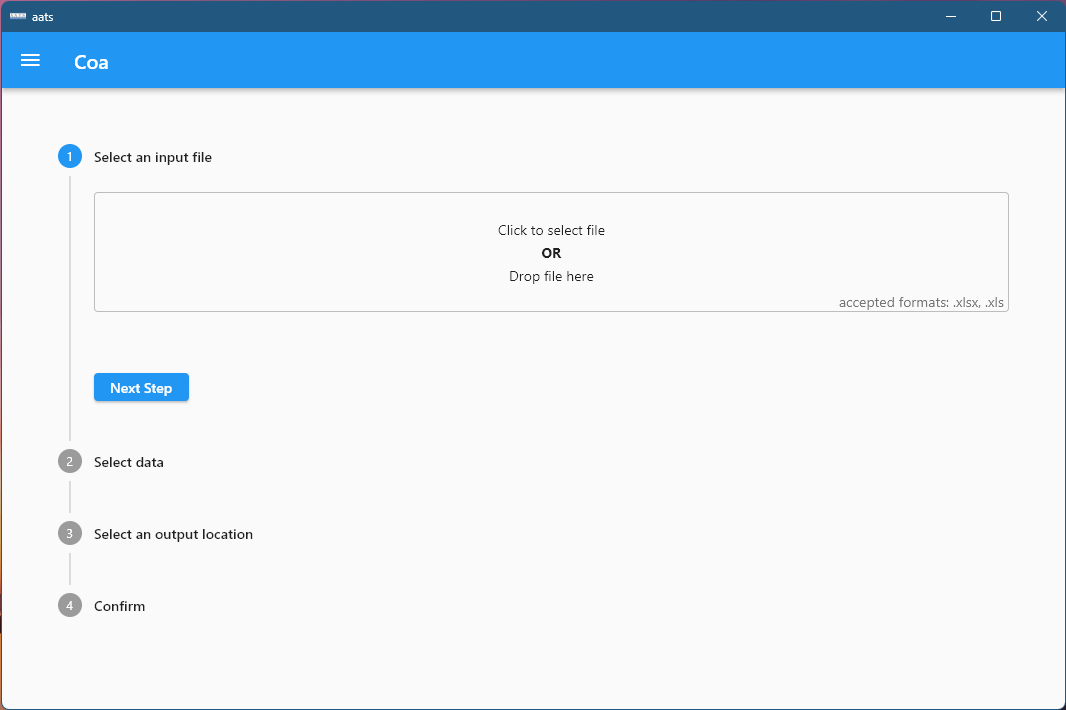 aats
Coa
1 Select an input file
Click to select file
OR
Drop file here
accepted formats: .xlsx, .xls
Next Step
2 Select data
3 Select an output location
4 Confirm